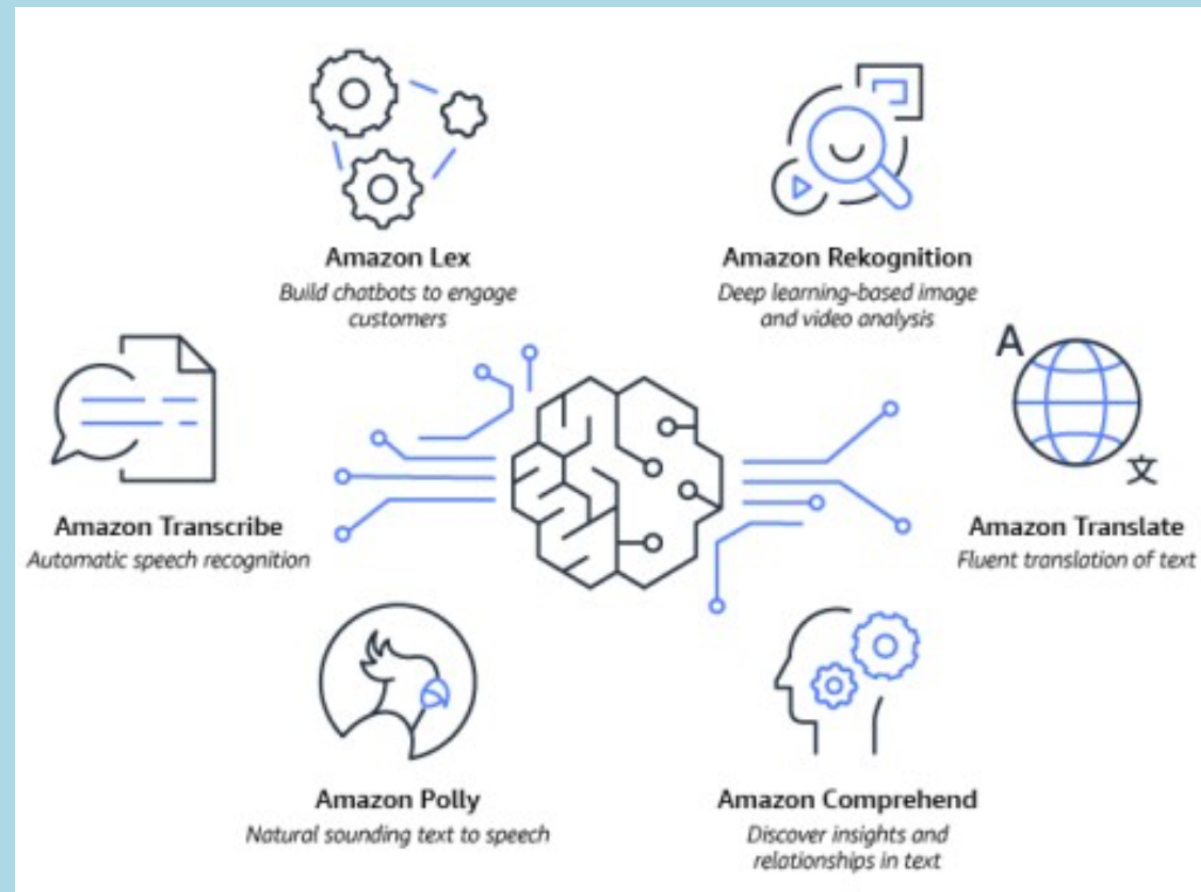 Amazon Lex
Build chatbots to engage
customers
Amazon Rekognition
Deep learning-based image
and video analysis
Amazon Transcribe
Automatic speech recognition
A
文
Amazon Translate
Fluent translation of text
Amazon Polly
Natural sounding text to speech
Amazon Comprehend
Discover insights and
relationships in text